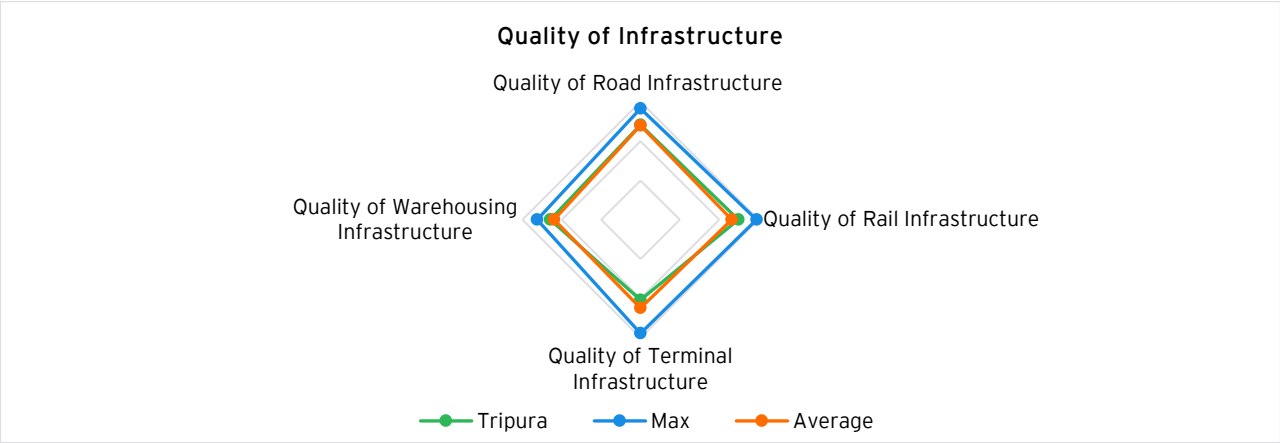 Quality of Infrastructure
Quality of Road Infrastructure
Quality of Warehousing
Infrastructure
Quality of Rail Infrastructure
Quality of Terminal
Infrastructure
Tripura
Max
Average